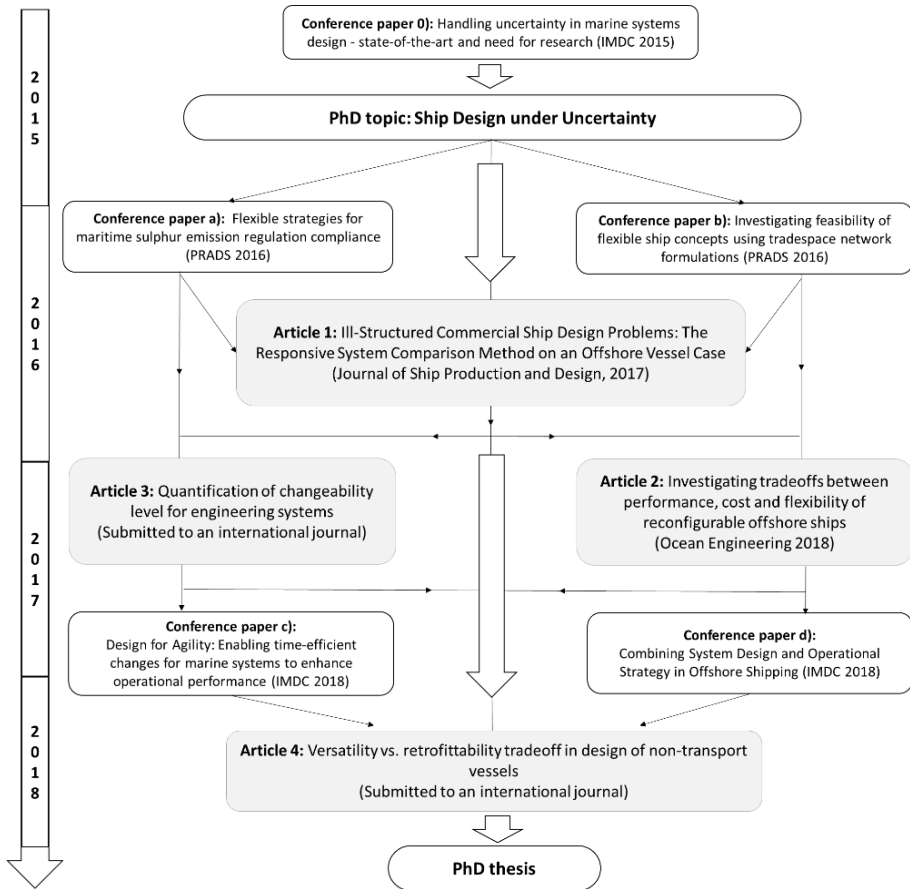 Conference paper 0): Handling uncertainty in marine systems
design - state-of-the-art and need for research (IMDC 2015)
2
0
1
5
PhD topic: Ship Design under Uncertainty
Conference paper a): Flexible strategies for
maritime sulphur emission regulation compliance
(PRADS 2016)
Conference paper b): Investigating feasibility of
flexible ship concepts using tradespace network
formulations (PRADS 2016)
2
0
1
6
Article 1: Ill-Structured Commercial Ship Design Problems: The
Responsive System Comparison Method on an Offshore Vessel Case
(Journal of Ship Production and Design, 2017)
Article 3: Quantification of changeability
level for engineering systems
(Submitted to an international journal)
Article 2: Investigating tradeoffs between
performance, cost and flexibility of
reconfigurable offshore ships
(Ocean Engineering 2018)
2
0
1
7
Conference paper c):
Design for Agility: Enabling time-efficient
changes for marine systems to enhance
operational performance (IMDC 2018)
Conference paper d):
Combining System Design and Operational
Strategy in Offshore Shipping (IMDC 2018)
2
0
1
8
Article 4: Versatility vs. retrofittability tradeoff in design of non-transport
vessels
(Submitted to an international journal)
PhD thesis